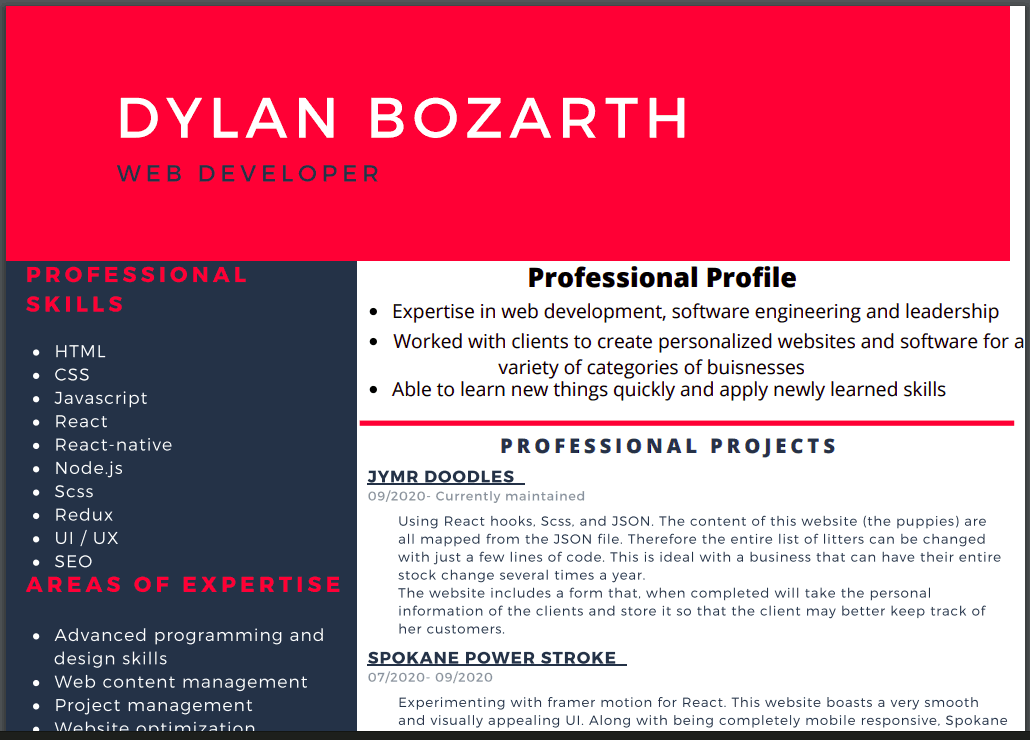 DYLAN BOZARTH
WEB DEVELOPER
PROFESSIONAL
SKILLS
• HTML
• CSS
• Javascript
• React
• React-native
• Node.js
• Scss
• Redux
• UI / UX
• SEO
AREAS OF EXPERTISE
• Advanced programming and
design skills
• Web content management
• Project management
• Website optimization
Professional Profile
• Expertise in web development, software engineering and leadership
• Worked with clients to create personalized websites and software for a
variety of categories of buisnesses
• Able to learn new things quickly and apply newly learned skills
PROFESSIONAL PROJECTS
JYMR DOODLES
09/2020- Currently maintained
Using React hooks, Scss, and JSON. The content of this website (the puppies) are
all mapped from the JSON file. Therefore the entire list of litters can be changed
with just a few lines of code. This is ideal with a business that can have their entire
stock change several times a year.
The website includes a form that, when completed will take the personal
information of the clients and store it so that the client may better keep track of
her customers.
SPOKANE POWER STROKE
07/2020- 09/2020
Experimenting with framer motion for React. This website boasts a very smooth
and visually appealing UI. Along with being completely mobile responsive, Spokane